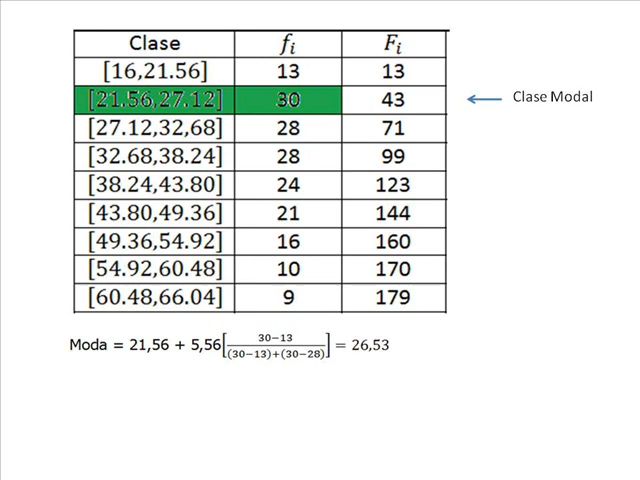 Clase fᵢ Fᵢ
[16,21.56] 13 13
[21.56,27.12] 30 43 Clase Modal
[27.12,32,68] 28 71
[32.68,38.24] 28 99
[38.24,43.80] 24 123
[43.80,49.36] 21 144
[49.36,54.92] 16 160
[54.92,60.48] 10 170
[60.48,66.04] 9 179
Moda = 21,56 + 5,56[(30−13)/((30−13)+(30−28))] = 26,53